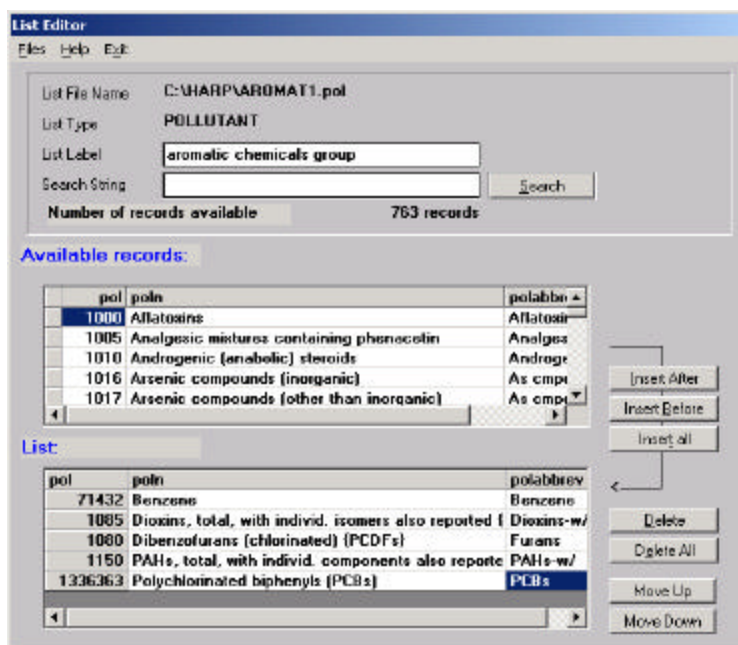 List Editor
Files Help Exit
List File Name C:\HARP\AROMAT1.pol
List Type POLLUTANT
List Label aromatic chemicals group
Search String Search
Number of records available 763 records
Available records:
pol poln polabbr
1000 Aflatoxins Aflatoxin
1005 Analgesic mixtures containing phenacetin Analges
1010 Androgenic (anabolic) steroids Androge
1016 Arsenic compounds (inorganic) As cmp
1017 Arsenic compounds (other than inorganic) As cmp
Insert After
Insert Before
Insert all
List:
pol poln polabbrev
71432 Benzene Benzene
1085 Dioxins, total, with individ. isomers also reported { Dioxins-w/
1080 Dibenzofurans (chlorinated) {PCDFs} Furans
1150 PAHs, total, with individ. components also reporte PAHs-w/
1336363 Polychlorinated biphenyls {PCBs} PCBs
Delete
Delete All
Move Up
Move Down